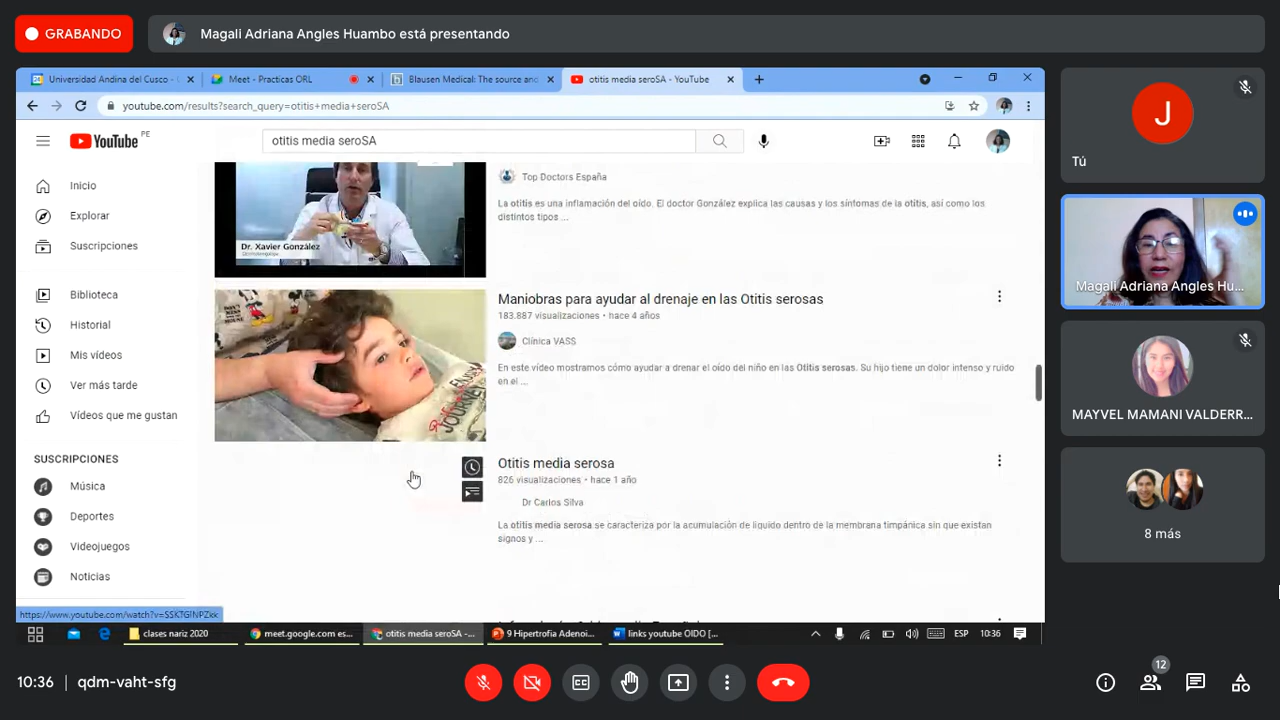 GRABANDO
Magali Adriana Angles Huambo está presentando
Universidad Andina del Cusco -
Meet - Practicas ORL
Blausen Medical: The source and
otitis media seroSA - YouTube
youtube.com/results?search_query=otitis+media+seroSA
YouTube PE
otitis media seroSA
Inicio
Explorar
Suscripciones
Biblioteca
Historial
Mis vídeos
Ver más tarde
Vídeos que me gustan
SUSCRIPCIONES
Música
Deportes
Videojuegos
Noticias
Dr. Xavier González
Top Doctors España
La otitis es una inflamación del oído. El doctor González explica las causas y los síntomas de la otitis, así como los
distintos tipos ...
Maniobras para ayudar al drenaje en las Otitis serosas
183.887 visualizaciones • hace 4 años
Clínica VASS
En este vídeo mostramos cómo ayudar a drenar el oído del niño en las Otitis serosas. Su hijo tiene un dolor intenso y ruido
en el ...
Otitis media serosa
826 visualizaciones • hace 1 año
Dr Carlos Silva
La otitis media serosa se caracteriza por la acumulación de líquido dentro de la membrana timpánica sin que existan
signos y ...
clases nariz 2020
meet.google.com es...
otitis media seroSA -...
9 Hipertrofia Adenoi...
links youtube OIDO [...
ESP
10:36
J
Tú
Magali Adriana Angles Hu...
MAYVEL MAMANI VALDERR...
8 más
10:36 | qdm-vaht-sfg
12